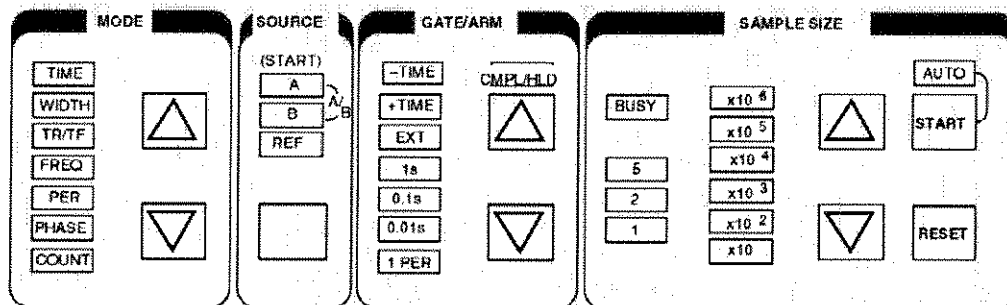 MODE
TIME
WIDTH
TR/TF
FREQ
PER
PHASE
COUNT
SOURCE
(START)
A
B
A/B
REF
GATE/ARM
−TIME
+TIME
EXT
1s
0.1s
0.01s
1 PER
CMPL/HLD
SAMPLE SIZE
BUSY
5
2
1
x10 6
x10 5
x10 4
x10 3
x10 2
x10
AUTO
START
RESET